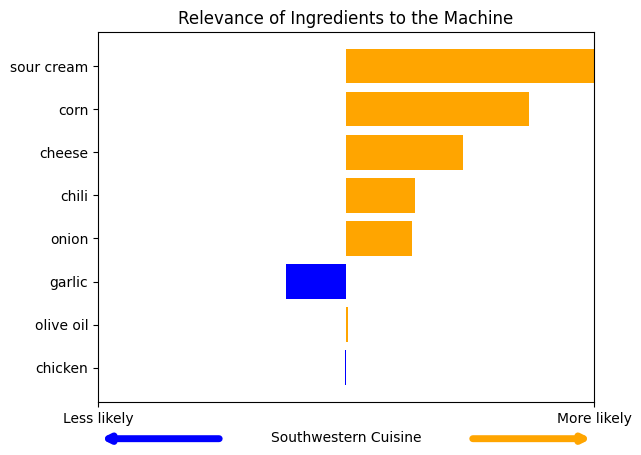 Relevance of Ingredients to the Machine
sour cream
corn
cheese
chili
onion
garlic
olive oil
chicken
Less likely
More likely
Southwestern Cuisine